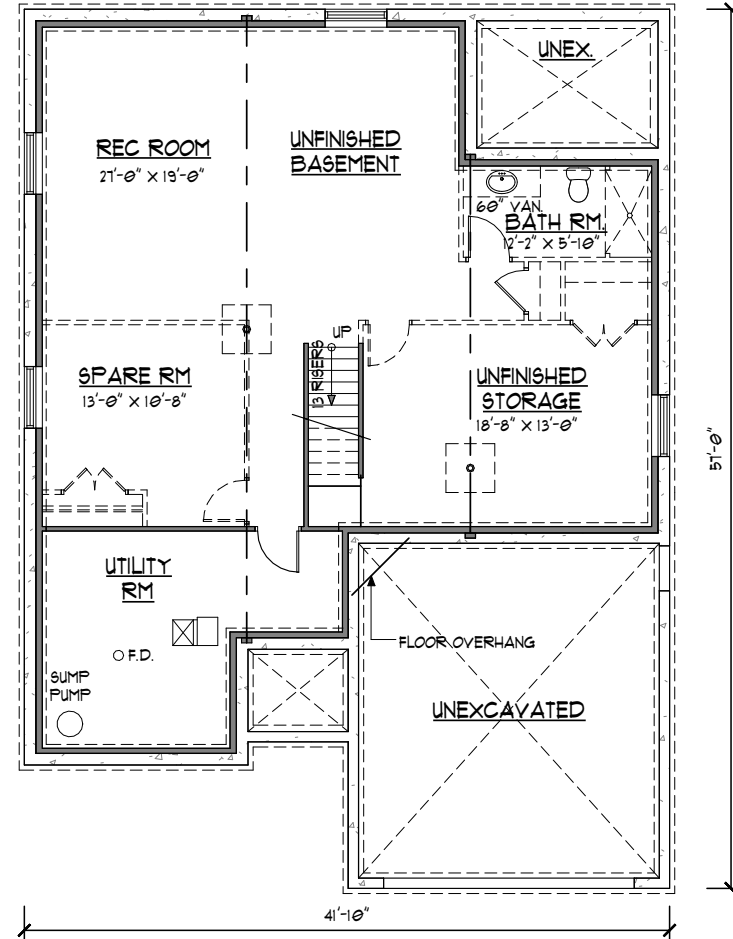 UNEX.
REC ROOM
27'-0" X 19'-0"
UNFINISHED
BASEMENT
60" VAN.
BATH RM.
12'-2" X 5'-10"
UP
13 RISERS
SPARE RM
13'-0" X 10'-8"
UNFINISHED
STORAGE
18'-8" X 13'-0"
57'-0"
UTILITY
RM
FLOOR OVERHANG
F.D.
SUMP
PUMP
UNEXCAVATED
41'-10"